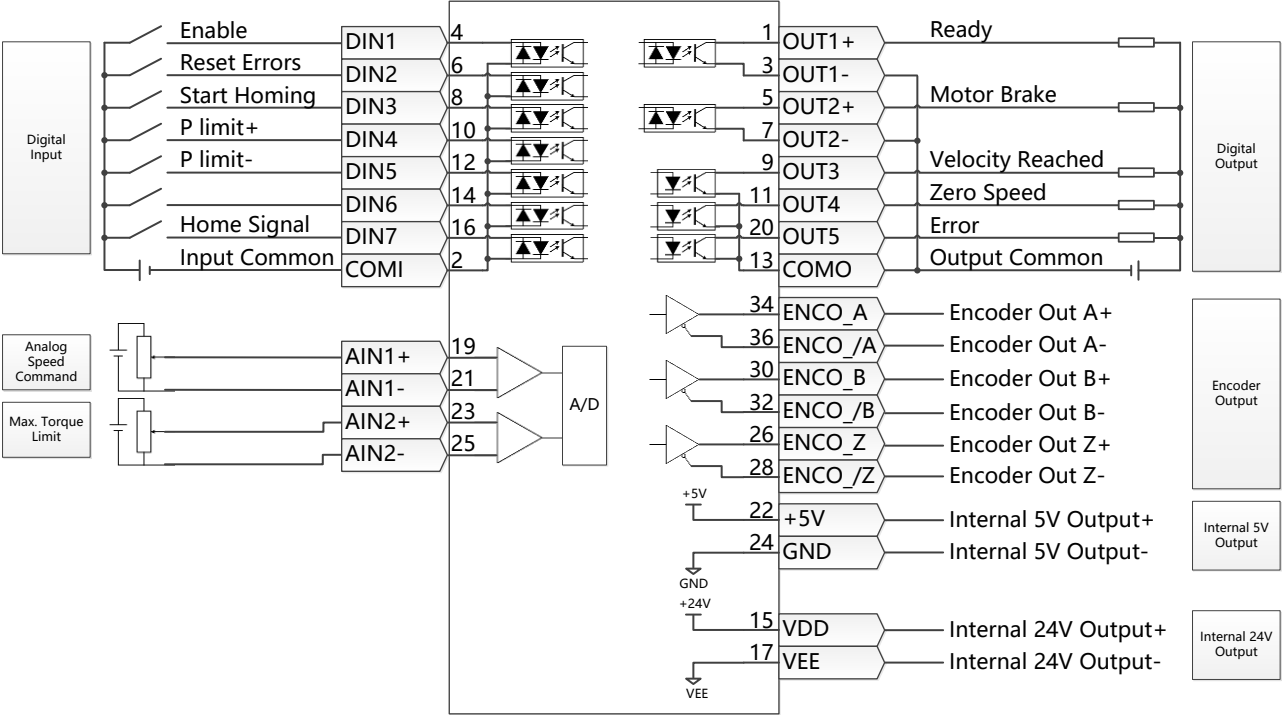 Digital
Input
Enable
DIN1
4
Reset Errors
DIN2
6
Start Homing
DIN3
8
P limit+
DIN4
10
P limit-
DIN5
12
DIN6
14
Home Signal
DIN7
16
Input Common
COMI
2
Analog
Speed
Command
AIN1+
19
AIN1-
21
Max. Torque
Limit
AIN2+
23
AIN2-
25
A/D
1
OUT1+
Ready
3
OUT1-
5
OUT2+
Motor Brake
7
OUT2-
9
OUT3
Velocity Reached
11
OUT4
Zero Speed
20
OUT5
Error
13
COMO
Output Common
Digital
Output
34
ENCO_A
Encoder Out A+
36
ENCO_/A
Encoder Out A-
30
ENCO_B
Encoder Out B+
32
ENCO_/B
Encoder Out B-
26
ENCO_Z
Encoder Out Z+
28
ENCO_/Z
Encoder Out Z-
Encoder
Output
+5V
22
+5V
Internal 5V Output+
24
GND
Internal 5V Output-
GND
Internal 5V
Output
+24V
15
VDD
Internal 24V Output+
17
VEE
Internal 24V Output-
VEE
Internal 24V
Output